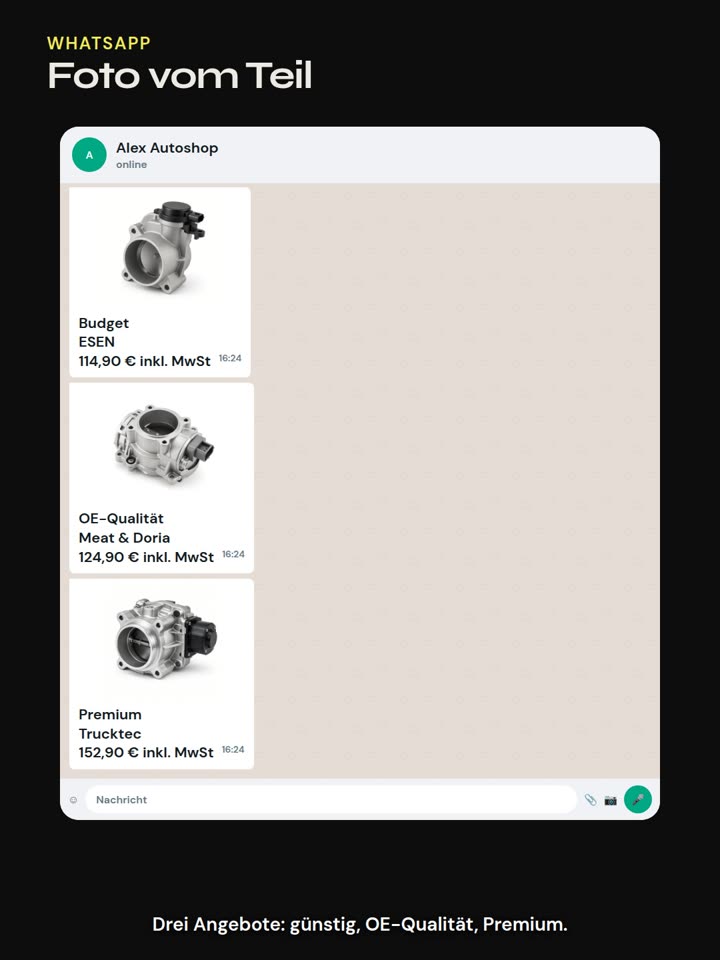 WHATSAPP
Foto vom Teil
A
Alex Autoshop
online
Budget
ESEN
114,90 € inkl. MwSt 16:24
OE-Qualität
Meat & Doria
124,90 € inkl. MwSt 16:24
Premium
Trucktec
152,90 € inkl. MwSt 16:24
Nachricht
Drei Angebote: günstig, OE-Qualität, Premium.